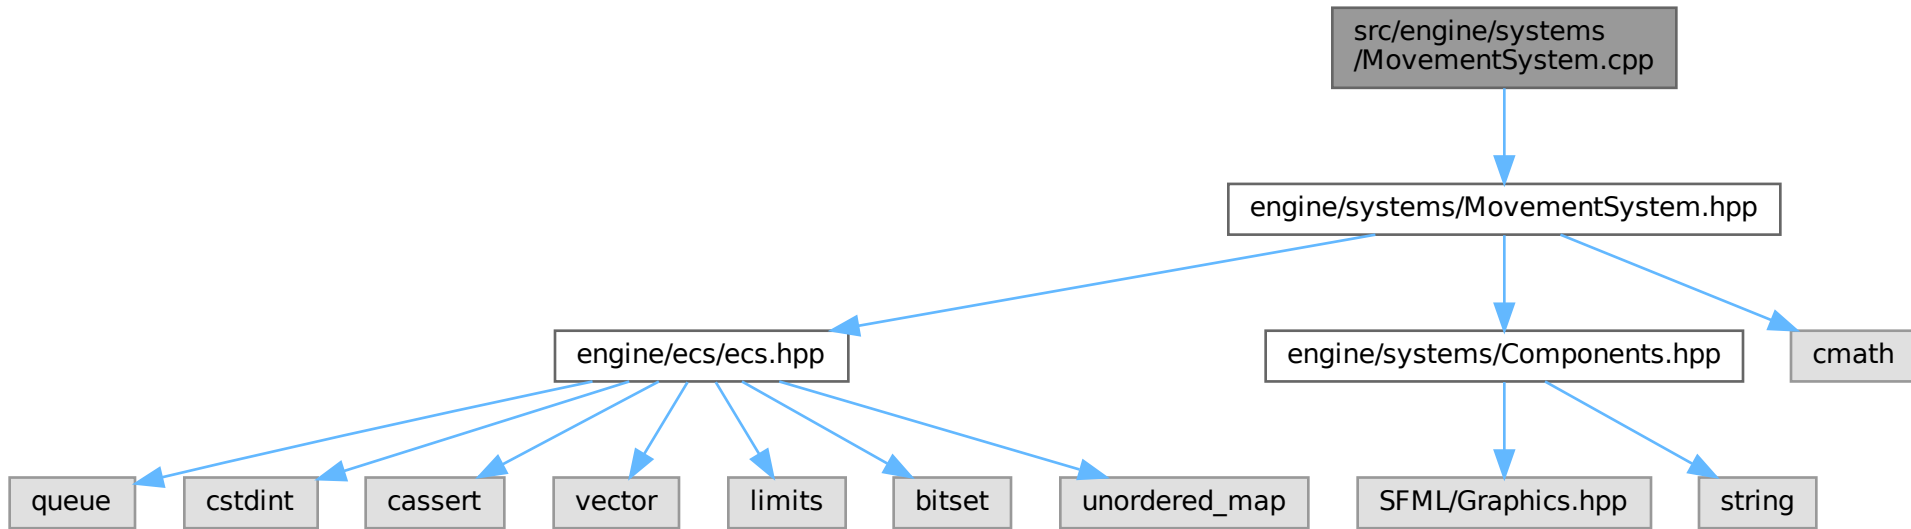 src/engine/systems
/MovementSystem.cpp
engine/systems/MovementSystem.hpp
engine/ecs/ecs.hpp
engine/systems/Components.hpp
cmath
queue
cstdint
cassert
vector
limits
bitset
unordered_map
SFML/Graphics.hpp
string